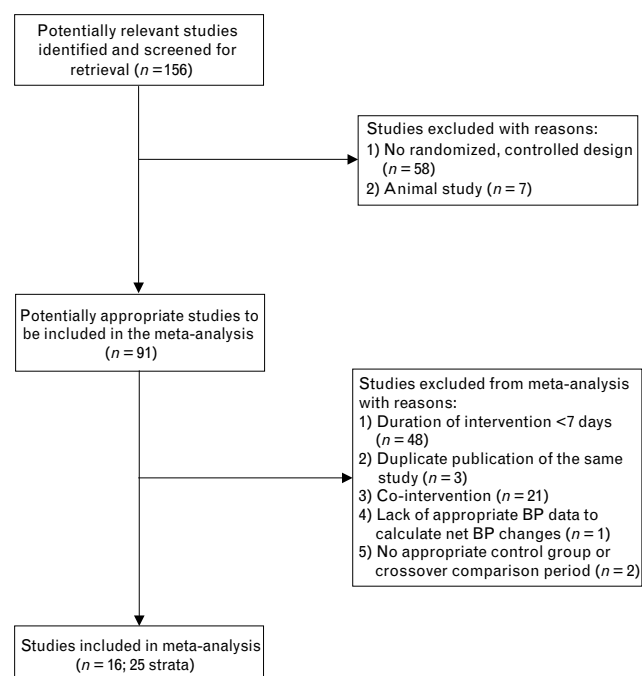 Potentially relevant studies
identified and screened for
retrieval (n=156)
Studies excluded with reasons:
1) No randomized, controlled design
(n=58)
2) Animal study (n=7)
Potentially appropriate studies to
be included in the meta-analysis
(n=91)
Studies excluded from meta-analysis
with reasons:
1) Duration of intervention <7 days
(n=48)
2) Duplicate publication of the same
study (n=3)
3) Co-intervention (n=21)
4) Lack of appropriate BP data to
calculate net BP changes (n=1)
5) No appropriate control group or
crossover comparison period (n=2)
Studies included in meta-analysis
(n=16; 25 strata)